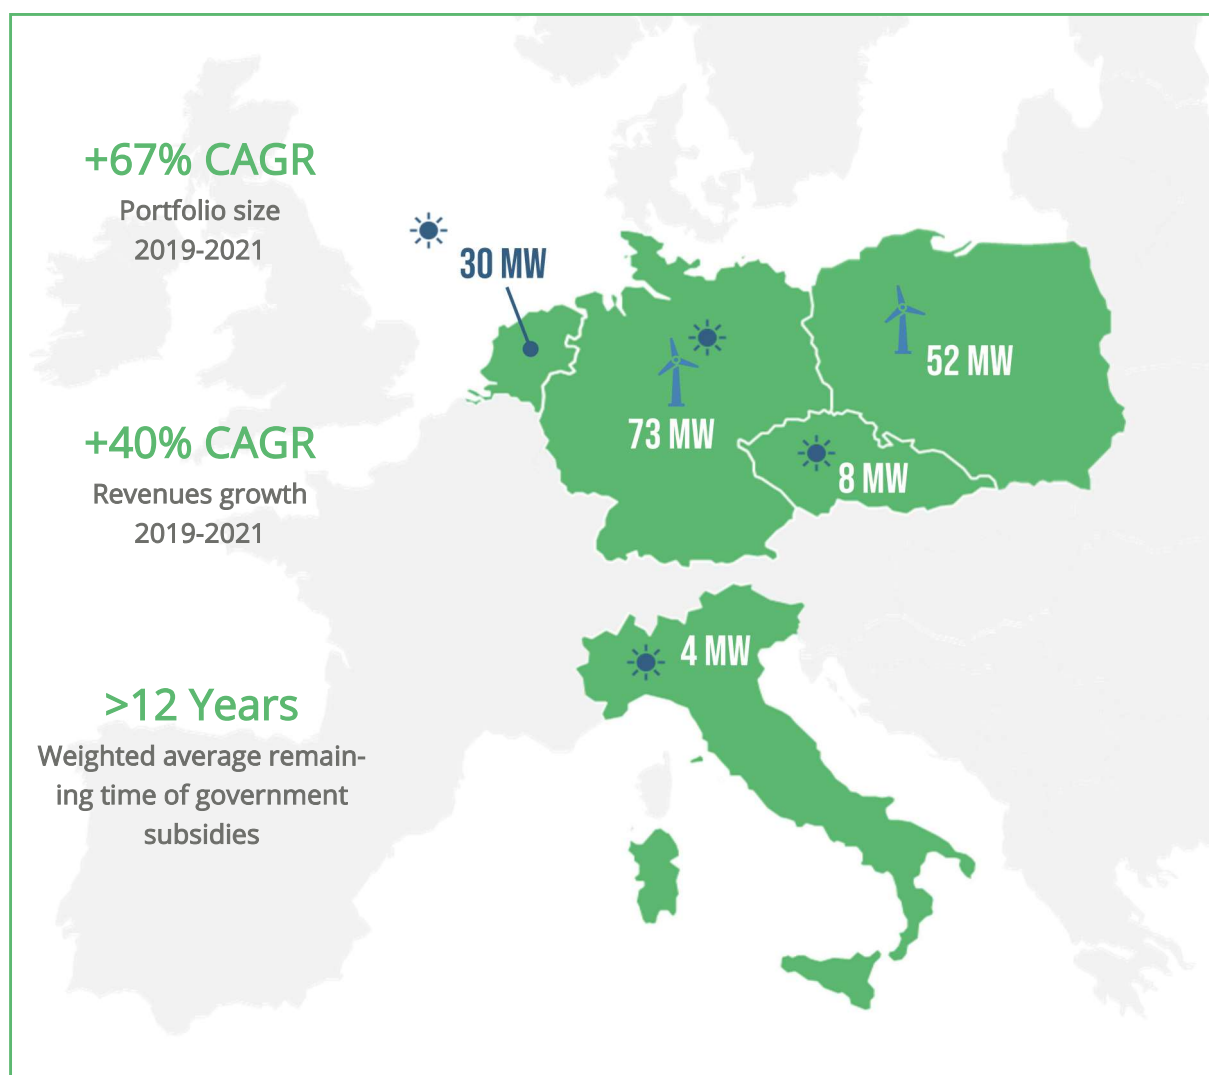 +67% CAGR
Portfolio size
2019-2021
30 MW
52 MW
73 MW
8 MW
+40% CAGR
Revenues growth
2019-2021
4 MW
>12 Years
Weighted average remain-
ing time of government
subsidies